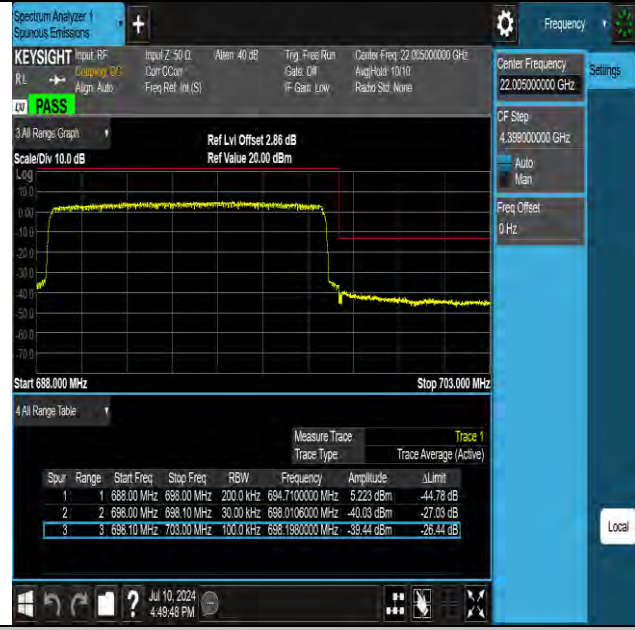 Spectrum Analyzer 1
Spurious Emissions
Frequency
KEYSIGHT Input: RF Input Z: 50 Ω Atten: 40 dB Trig: Free Run Center Freq: 22.005000000 GHz
RL Coupling: DC Corr CCorr Gate: Off Avg|Hold: 10/10
Align: Auto Freq Ref: Int (S) IF Gain: Low Radio Std: None
LXI PASS
3 All Range Graph
Ref Lvl Offset 2.86 dB
Scale/Div 10.0 dB Ref Value 20.00 dBm
Log
10.0
0.00
-10.0
-20.0
-30.0
-40.0
-50.0
-60.0
-70.0
Start 688.000 MHz Stop 703.000 MHz
4 All Range Table
Measure Trace Trace 1
Trace Type Trace Average (Active)
Spur Range Start Freq Stop Freq RBW Frequency Amplitude ΔLimit
1 1 688.00 MHz 698.00 MHz 200.0 kHz 694.7100000 MHz 5.223 dBm -44.78 dB
2 2 698.00 MHz 698.10 MHz 30.00 kHz 698.0106000 MHz -40.03 dBm -27.03 dB
3 3 698.10 MHz 703.00 MHz 100.0 kHz 698.1980000 MHz -39.44 dBm -26.44 dB
Center Frequency
22.005000000 GHz
Settings
CF Step
4.399000000 GHz
Auto
Man
Freq Offset
0 Hz
Local
Jul 10, 2024
4:49:48 PM